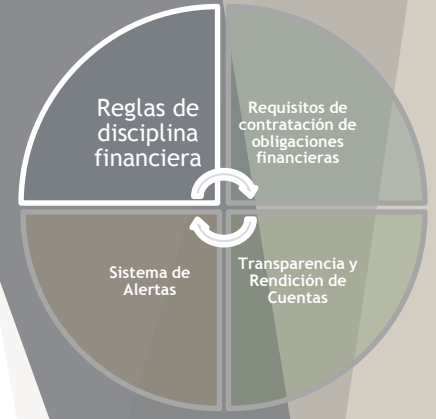 Reglas de
disciplina
financiera
Requisitos de
contratación de
obligaciones
financieras
Sistema de
Alertas
Transparencia y
Rendición de
Cuentas